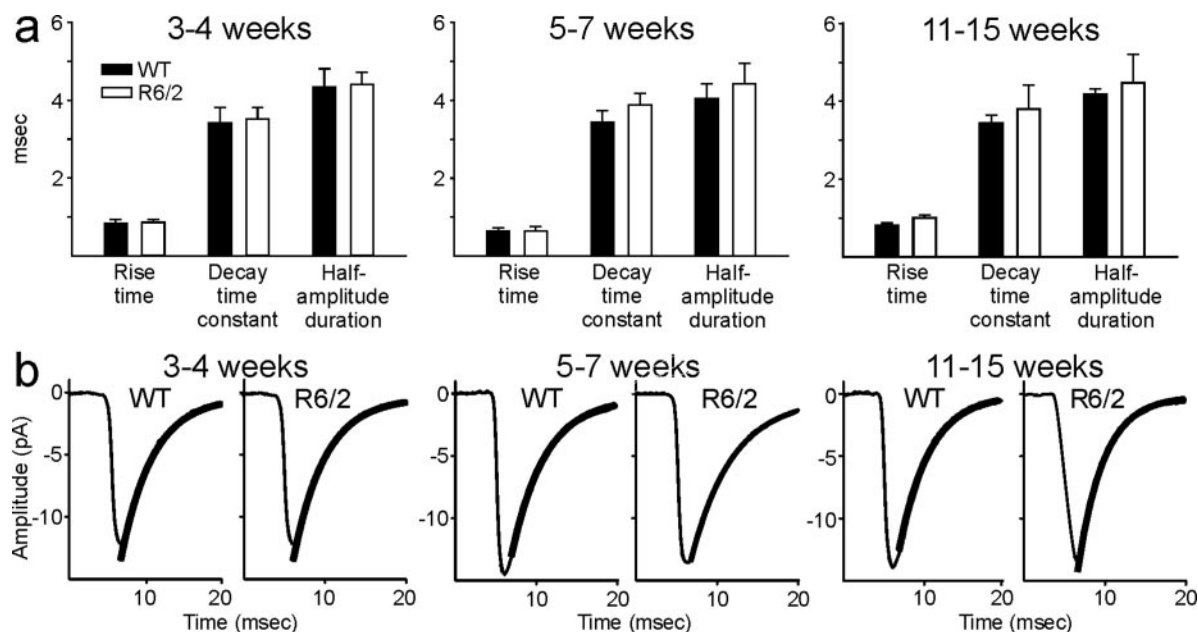 a
3-4 weeks
5-7 weeks
11-15 weeks
6
4
2
msec
WT
R6/2
Rise
time
Decay
time
constant
Half-
amplitude
duration
6
4
2
Rise
time
Decay
time
constant
Half-
amplitude
duration
6
4
2
Rise
time
Decay
time
constant
Half-
amplitude
duration
b
3-4 weeks
5-7 weeks
11-15 weeks
0
-5
-10
Amplitude (pA)
WT
R6/2
10
20
10
20
Time (msec)
0
-5
-10
WT
R6/2
10
20
10
20
Time (msec)
0
-5
-10
WT
R6/2
10
20
10
20
Time (msec)